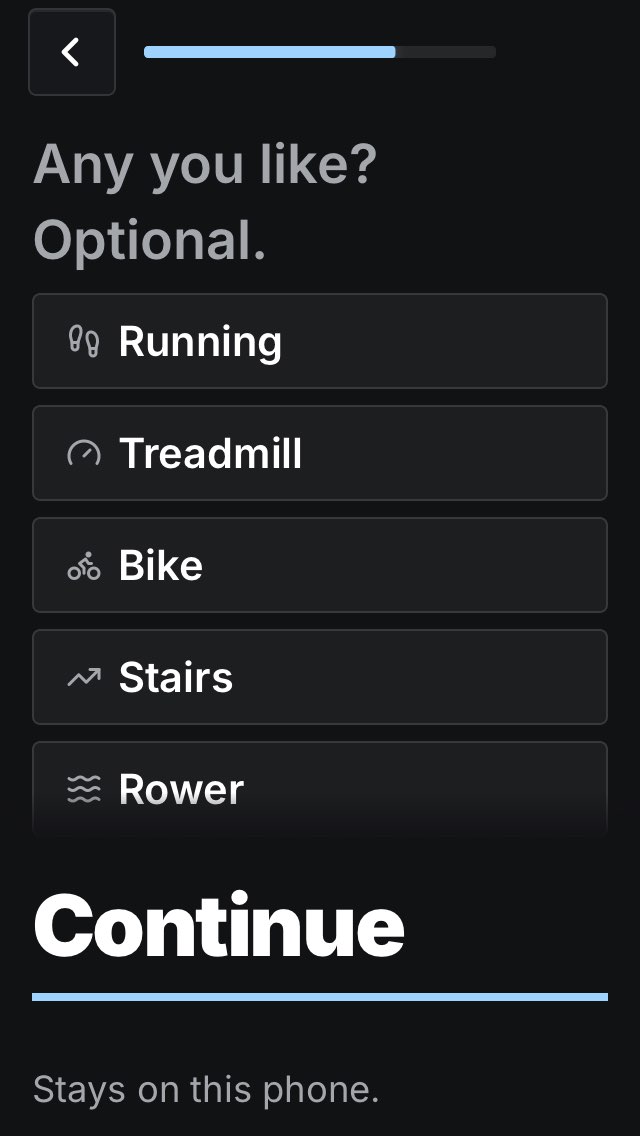 Any you like?
Optional.
Running
Treadmill
Bike
Stairs
Rower
Continue
Stays on this phone.